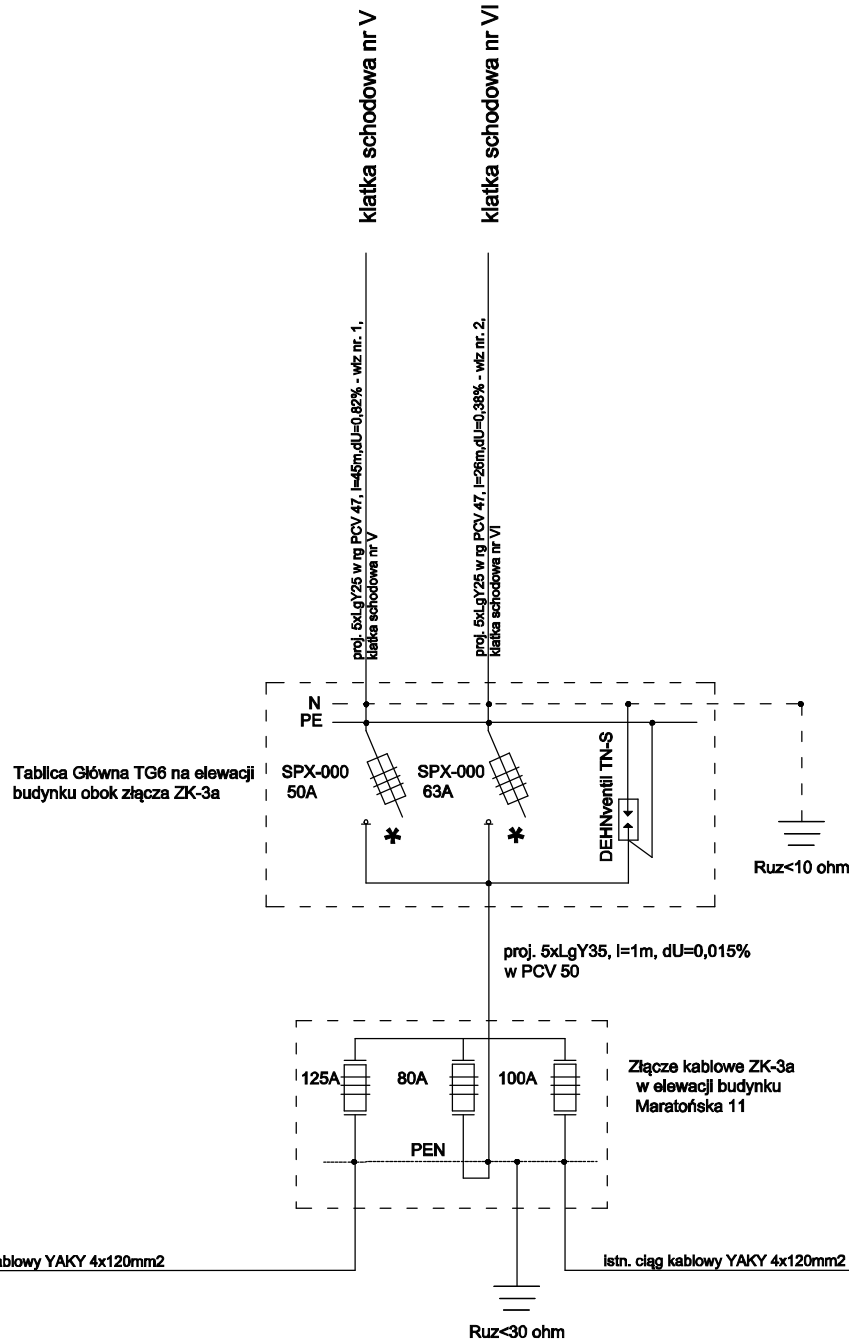 klatka schodowa nr V
klatka schodowa nr VI
proj. 5xLgY25 w rg PCV 47, l=45m,dU=0,82% - wlz nr. 1,
klatka schodowa nr V
proj. 5xLgY25 w rg PCV 47, l=26m,dU=0,38% - wlz nr. 2,
klatka schodowa nr VI
N
PE
Tablica Główna TG6 na elewacji
budynku obok złącza ZK-3a
SPX-000
50A
*
SPX-000
63A
*
DEHNventil TN-S
Ruz<10 ohm
proj. 5xLgY35, l=1m, dU=0,015%
w PCV 50
125A
80A
100A
Złącze kablowe ZK-3a
w elewacji budynku
Maratońska 11
PEN
YAKY 4x120mm2
istn. ciąg kablowy YAKY 4x120mm2
Ruz<30 ohm